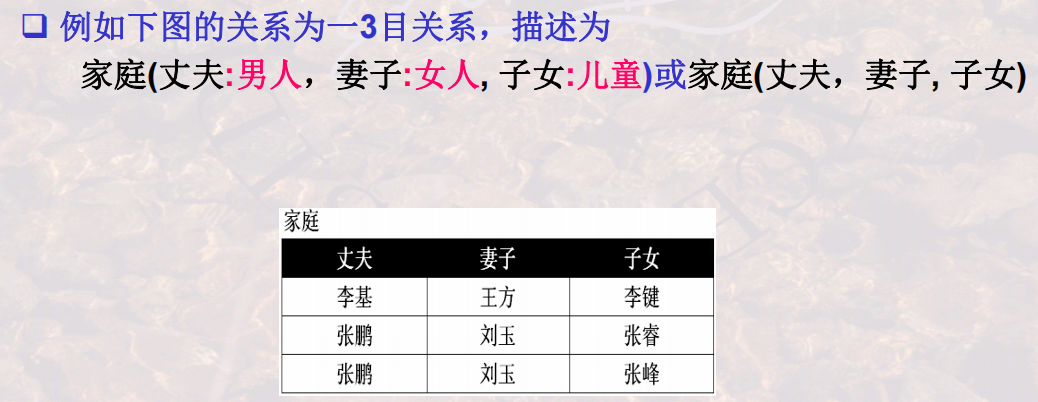 ❑ 例如下图的关系为一3目关系，描述为
家庭(丈夫:男人，妻子:女人, 子女:儿童)或家庭(丈夫，妻子, 子女)
家庭
丈夫 妻子 子女
李基 王方 李键
张鹏 刘玉 张睿
张鹏 刘玉 张峰